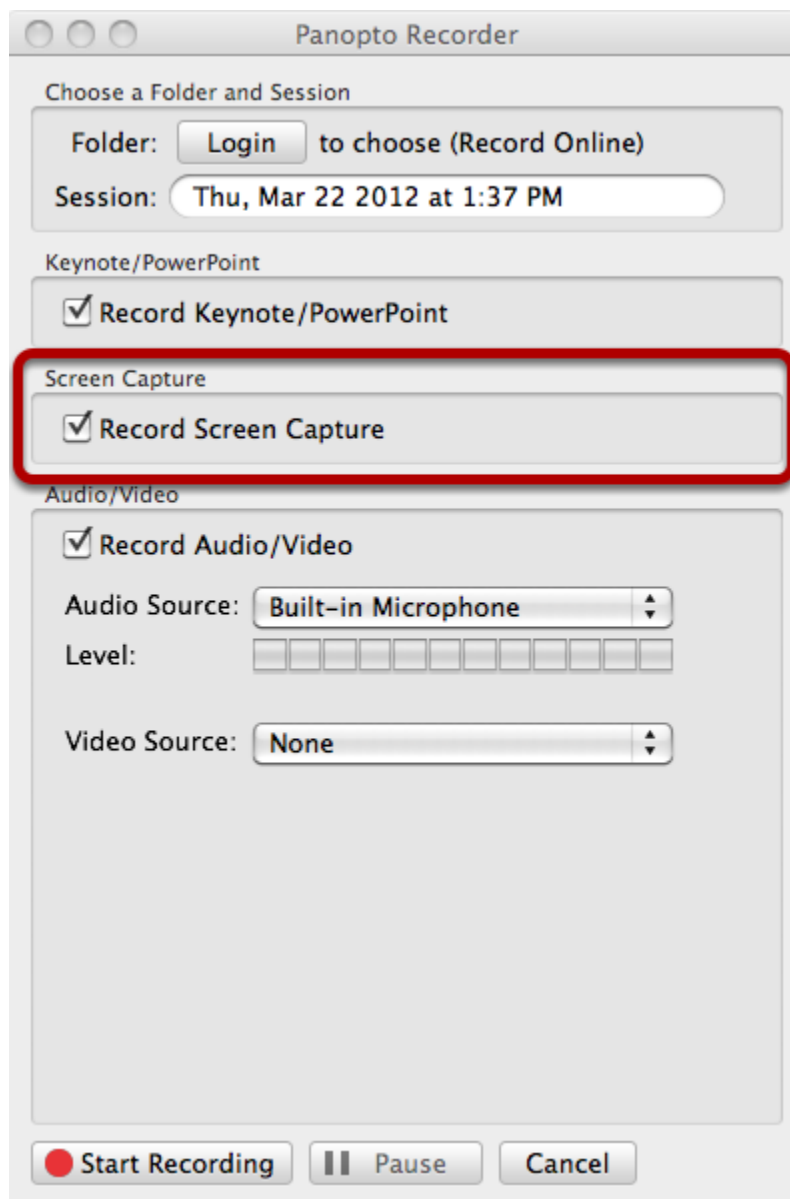 Panopto Recorder
Choose a Folder and Session
Folder: Login to choose (Record Online)
Session: Thu, Mar 22 2012 at 1:37 PM
Keynote/PowerPoint
Record Keynote/PowerPoint
Screen Capture
Record Screen Capture
Audio/Video
Record Audio/Video
Audio Source: Built-in Microphone
Level:
Video Source: None
Start Recording Pause Cancel